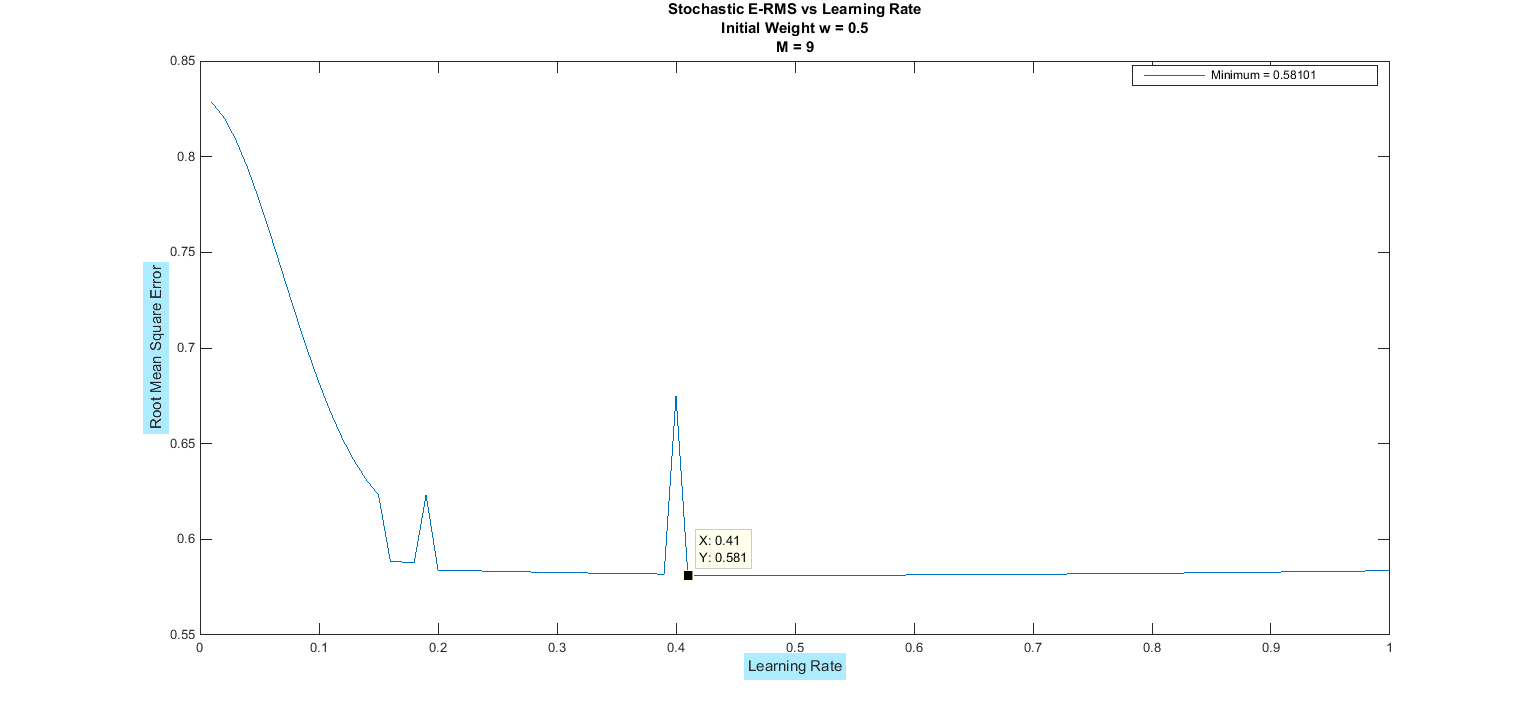 Stochastic E-RMS vs Learning Rate
Initial Weight w = 0.5
M = 9
Minimum = 0.58101
Root Mean Square Error
0.85
0.8
0.75
0.7
0.65
0.6
0.55
X: 0.41
Y: 0.581
0
0.1
0.2
0.3
0.4
0.5
0.6
0.7
0.8
0.9
1
Learning Rate